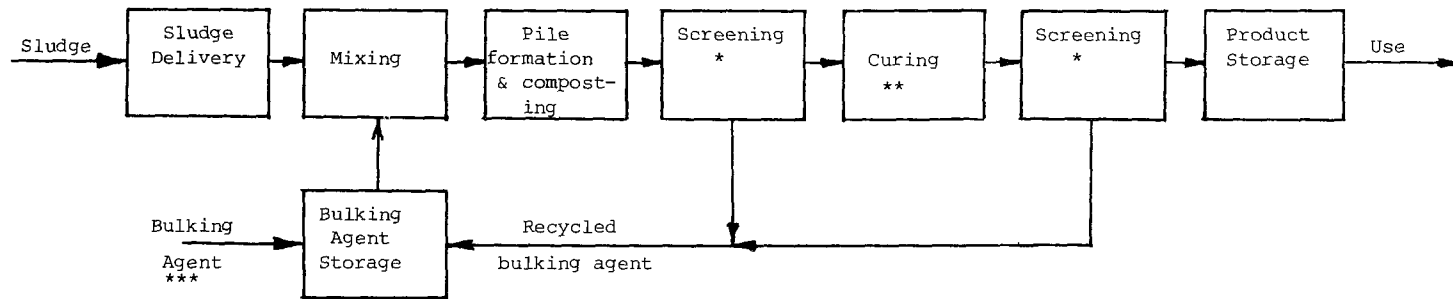 Sludge
Sludge
Delivery
Mixing
Pile
formation
& compost-
ing
Screening
*
Curing
**
Screening
*
Product
Storage
Use
Bulking
Agent
***
Bulking
Agent
Storage
Recycled
bulking agent